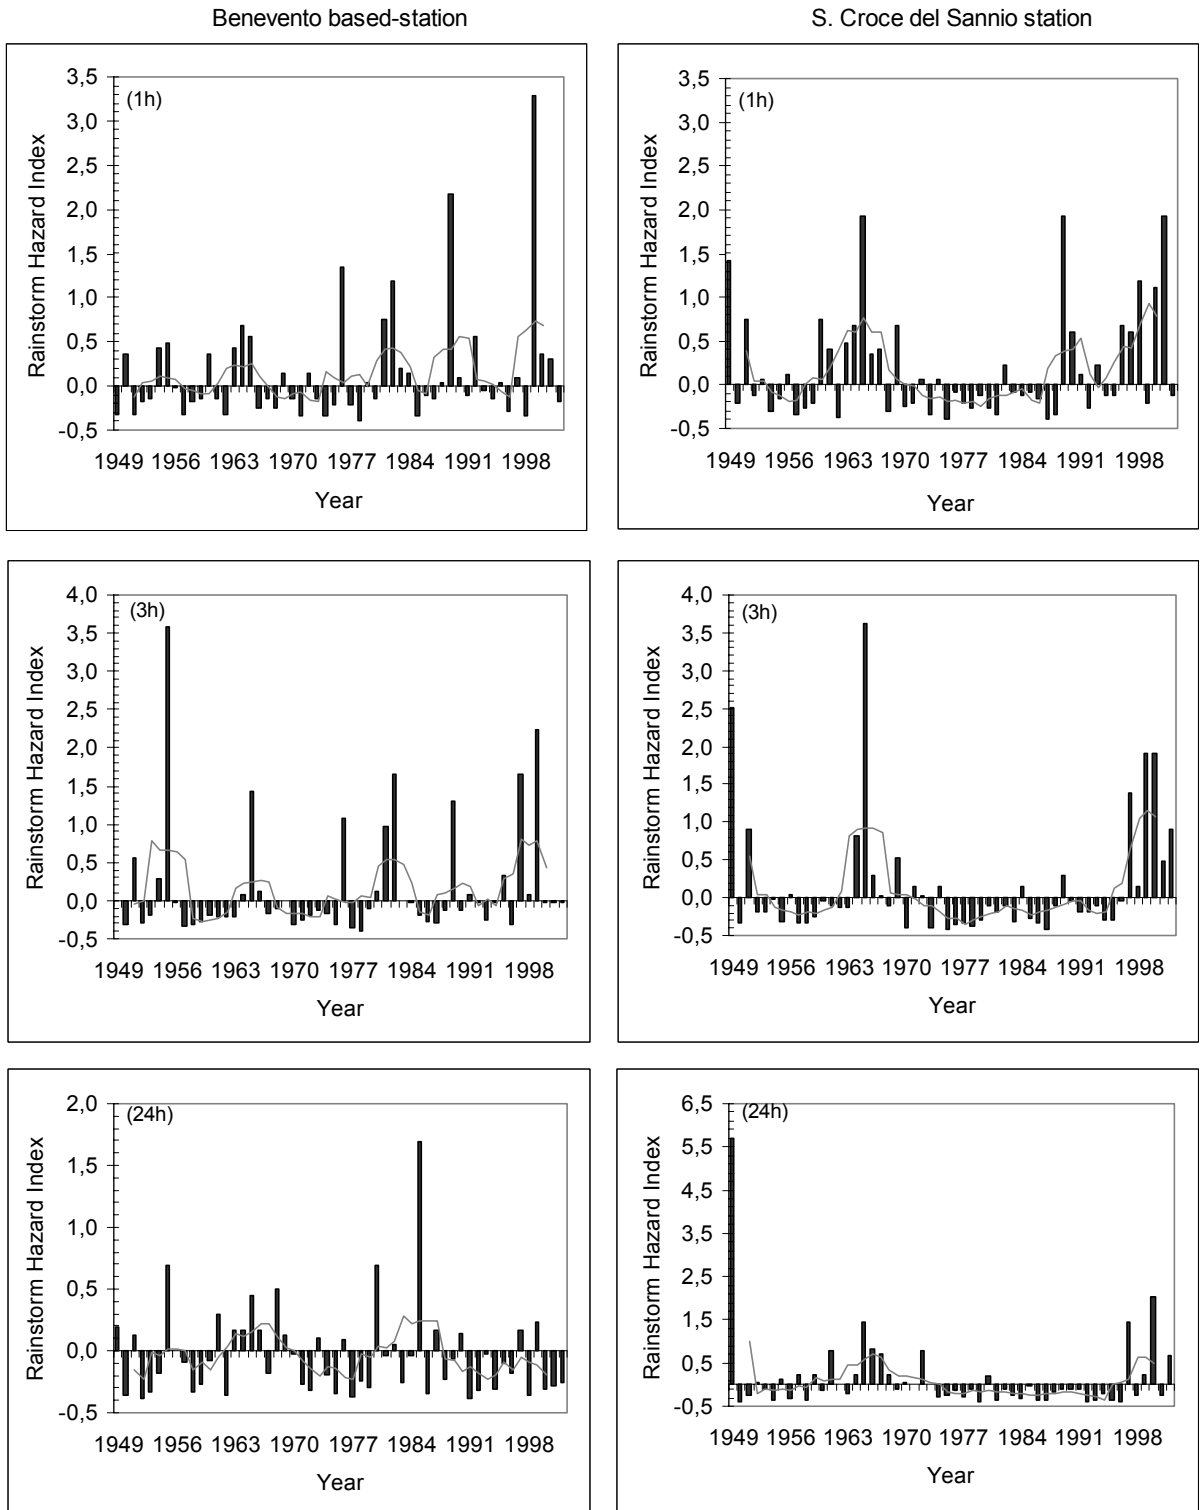 Benevento based-station
S. Croce del Sannio station
(1h)
Rainstorm Hazard Index
3,5
3,0
2,5
2,0
1,5
1,0
0,5
0,0
-0,5
1949 1956 1963 1970 1977 1984 1991 1998
Year
(1h)
Rainstorm Hazard Index
3,5
3,0
2,5
2,0
1,5
1,0
0,5
0,0
-0,5
1949 1956 1963 1970 1977 1984 1991 1998
Year
(3h)
Rainstorm Hazard Index
4,0
3,5
3,0
2,5
2,0
1,5
1,0
0,5
0,0
-0,5
1949 1956 1963 1970 1977 1984 1991 1998
Year
(3h)
Rainstorm Hazard Index
4,0
3,5
3,0
2,5
2,0
1,5
1,0
0,5
0,0
-0,5
1949 1956 1963 1970 1977 1984 1991 1998
Year
(24h)
Rainstorm Hazard Index
2,0
1,5
1,0
0,5
0,0
-0,5
1949 1956 1963 1970 1977 1984 1991 1998
Year
(24h)
Rainstorm Hazard Index
6,5
5,5
4,5
3,5
2,5
1,5
0,5
-0,5
1949 1956 1963 1970 1977 1984 1991 1998
Year